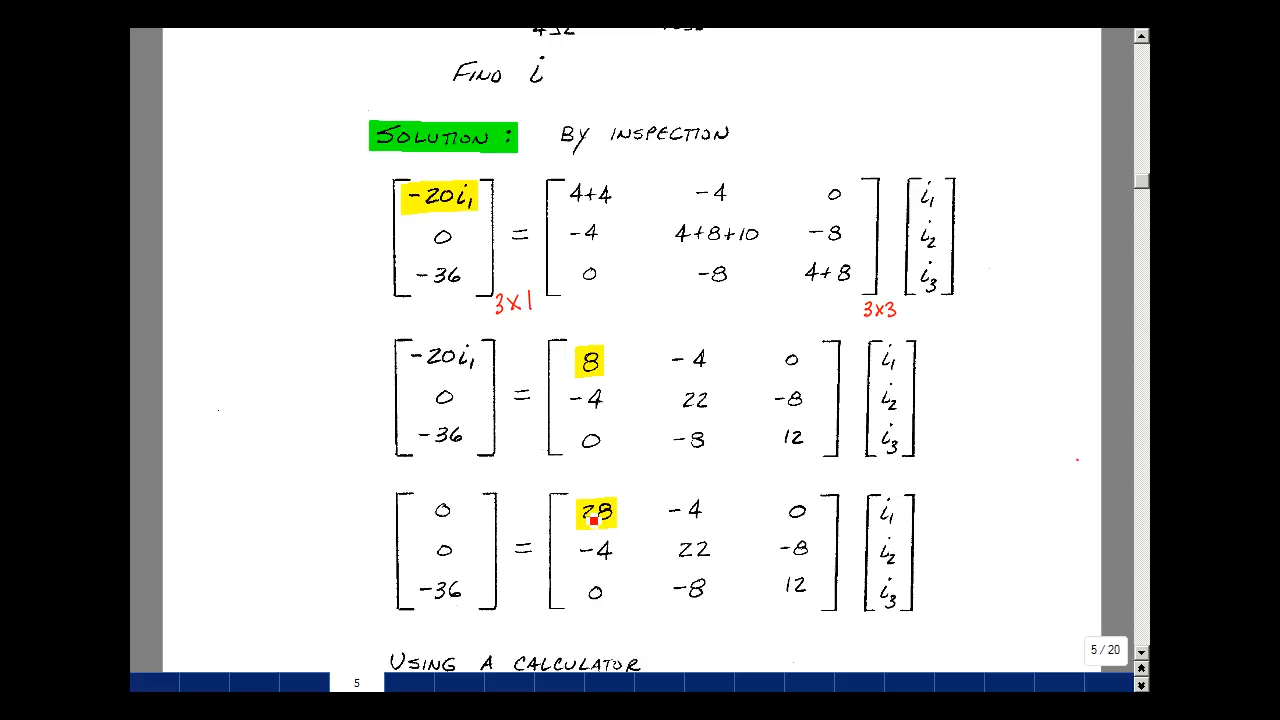 FIND i
SOLUTION: BY INSPECTION
-20i₁ 4+4 -4 0 i₁
0 = -4 4+8+10 -8 i₂
-36 0 -8 4+8 i₃
3x1 3x3
-20i₁ 8 -4 0 i₁
0 = -4 22 -8 i₂
-36 0 -8 12 i₃
0 28 -4 0 i₁
0 = -4 22 -8 i₂
-36 0 -8 12 i₃
USING A CALCULATOR
5 / 20
5